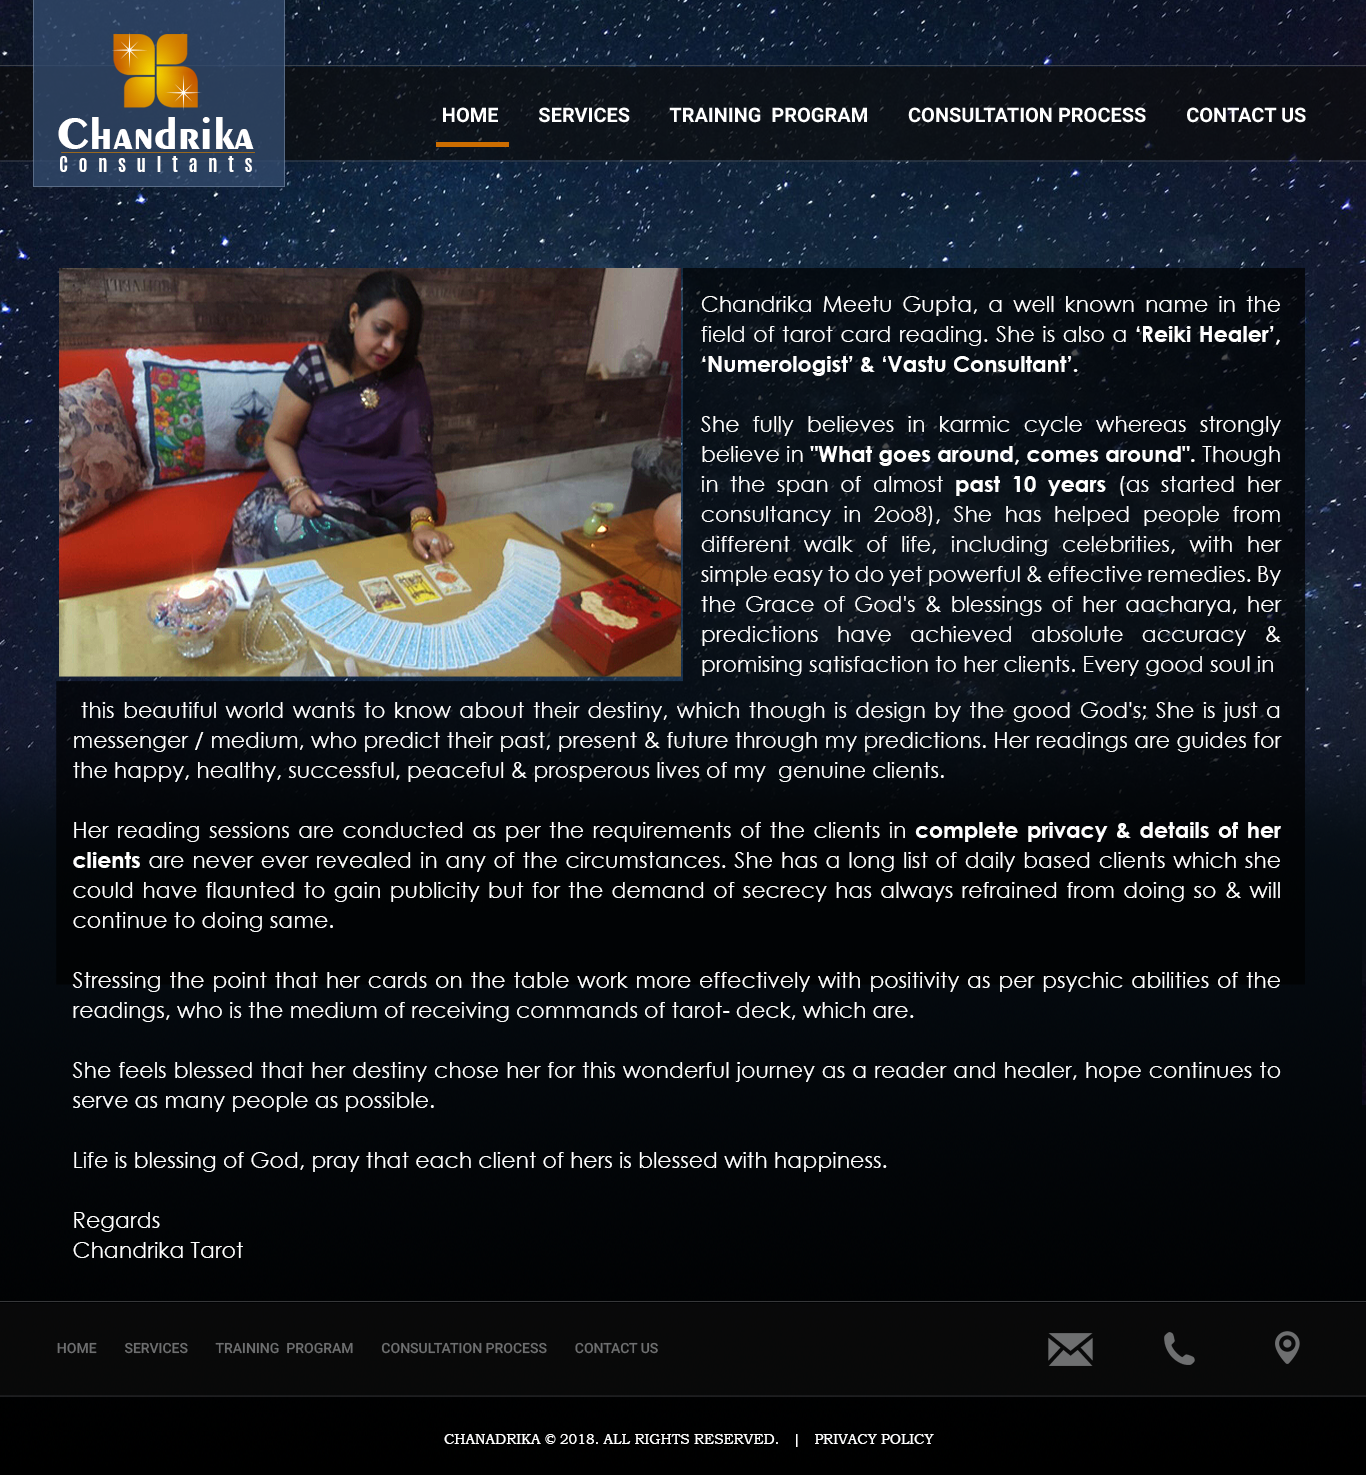 Chandrika
Consultants
HOME SERVICES TRAINING PROGRAM CONSULTATION PROCESS CONTACT US
Chandrika Meetu Gupta, a well known name in the
field of tarot card reading. She is also a ‘Reiki Healer’,
‘Numerologist’ & ‘Vastu Consultant’.
She fully believes in karmic cycle whereas strongly
believe in "What goes around, comes around". Though
in the span of almost past 10 years (as started her
consultancy in 2oo8), She has helped people from
different walk of life, including celebrities, with her
simple easy to do yet powerful & effective remedies. By
the Grace of God's & blessings of her aacharya, her
predictions have achieved absolute accuracy &
promising satisfaction to her clients. Every good soul in
this beautiful world wants to know about their destiny, which though is design by the good God's; She is just a
messenger / medium, who predict their past, present & future through my predictions. Her readings are guides for
the happy, healthy, successful, peaceful & prosperous lives of my genuine clients.
Her reading sessions are conducted as per the requirements of the clients in complete privacy & details of her
clients are never ever revealed in any of the circumstances. She has a long list of daily based clients which she
could have flaunted to gain publicity but for the demand of secrecy has always refrained from doing so & will
continue to doing same.
Stressing the point that her cards on the table work more effectively with positivity as per psychic abilities of the
readings, who is the medium of receiving commands of tarot- deck, which are.
She feels blessed that her destiny chose her for this wonderful journey as a reader and healer, hope continues to
serve as many people as possible.
Life is blessing of God, pray that each client of hers is blessed with happiness.
Regards
Chandrika Tarot
HOME SERVICES TRAINING PROGRAM CONSULTATION PROCESS CONTACT US
CHANADRIKA © 2018. ALL RIGHTS RESERVED. | PRIVACY POLICY